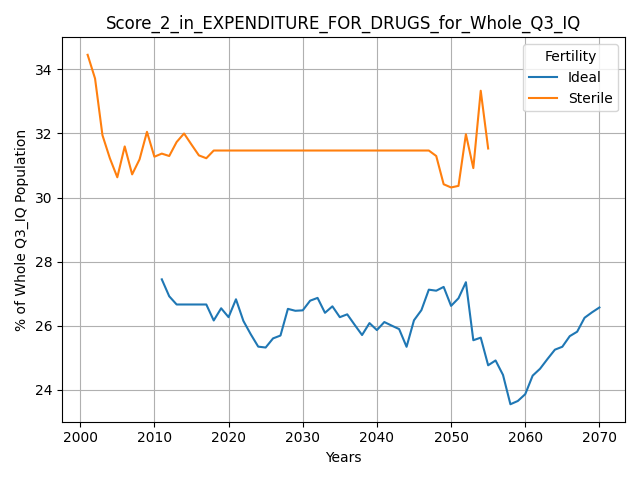 Score_2_in_EXPENDITURE_FOR_DRUGS_for_Whole_Q3_IQ
Fertility
Ideal
Sterile
% of Whole Q3_IQ Population
34
32
30
28
26
24
2000 2010 2020 2030 2040 2050 2060 2070
Years